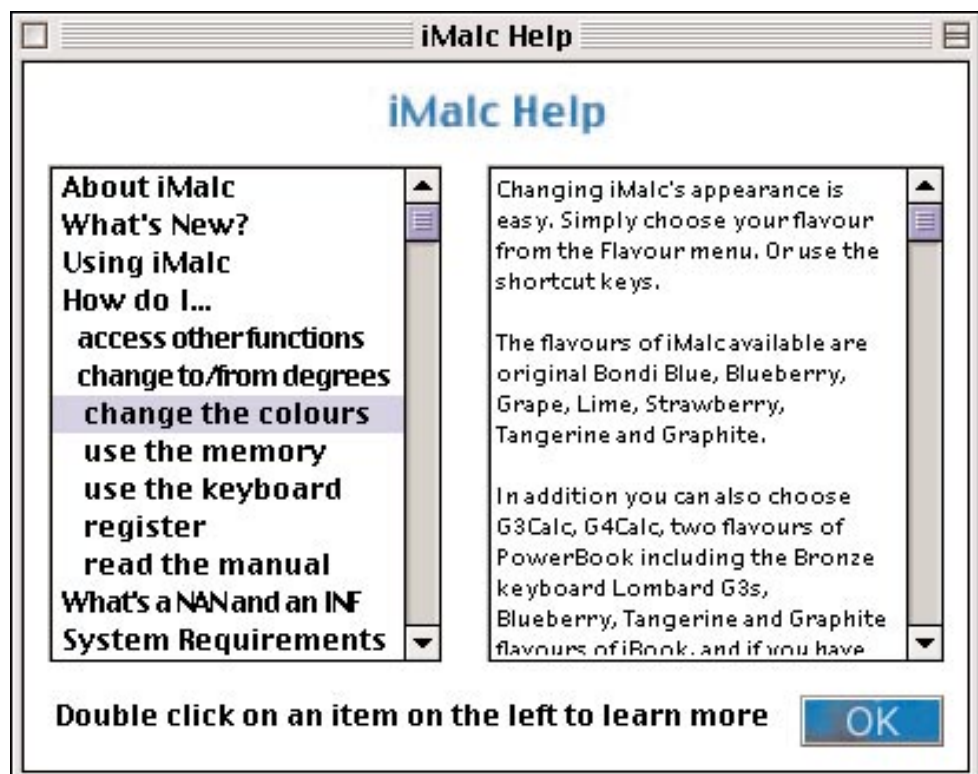 iMalc Help
iMalc Help
About iMalc
What's New?
Using iMalc
How do I...
access other functions
change to/from degrees
change the colours
use the memory
use the keyboard
register
read the manual
What's a NAN and an INF
System Requirements
Changing iMalc's appearance is
easy. Simply choose your flavour
from the Flavour menu. Or use the
shortcut keys.
The flavours of iMalc available are
original Bondi Blue, Blueberry,
Grape, Lime, Strawberry,
Tangerine and Graphite.
In addition you can also choose
G3Calc, G4Calc, two flavours of
PowerBook including the Bronze
keyboard Lombard G3s,
Blueberry, Tangerine and Graphite
flavours of iBook, and if you have
Double click on an item on the left to learn more
OK